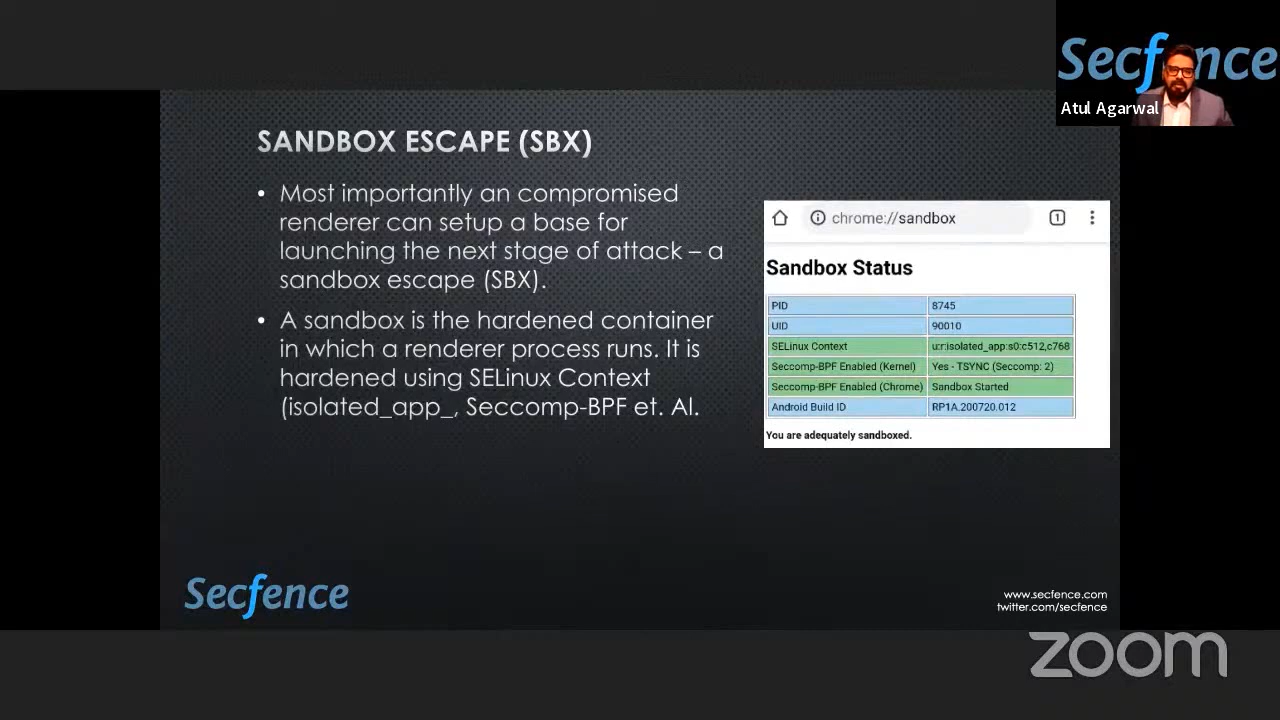 Secfence
Atul Agarwal
SANDBOX ESCAPE (SBX)
• Most importantly an compromised
renderer can setup a base for
launching the next stage of attack – a
sandbox escape (SBX).
• A sandbox is the hardened container
in which a renderer process runs. It is
hardened using SELinux Context
(isolated_app_, Seccomp-BPF et. Al.
chrome://sandbox 1
Sandbox Status
PID 8745
UID 90010
SELinux Context u:r:isolated_app:s0:c512,c768
Seccomp-BPF Enabled (Kernel) Yes - TSYNC (Seccomp: 2)
Seccomp-BPF Enabled (Chrome) Sandbox Started
Android Build ID RP1A.200720.012
You are adequately sandboxed.
Secfence
www.secfence.com
twitter.com/secfence
zoom